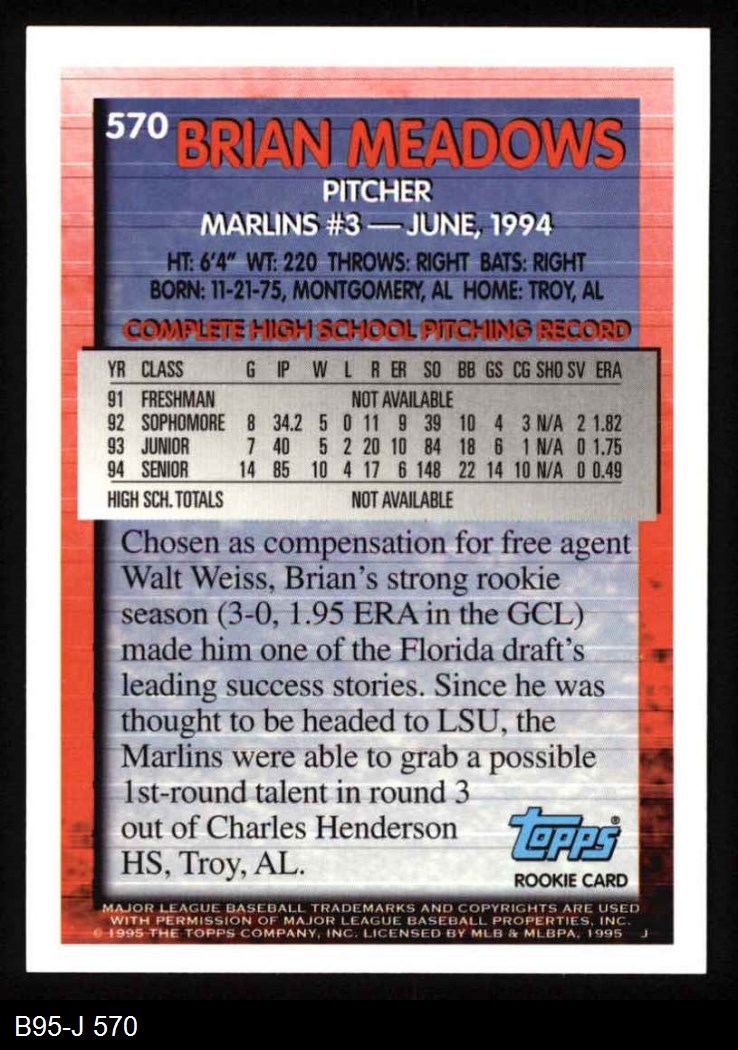 570 BRIAN MEADOWS
PITCHER
MARLINS #3 — JUNE, 1994
HT: 6'4" WT: 220 THROWS: RIGHT BATS: RIGHT
BORN: 11-21-75, MONTGOMERY, AL HOME: TROY, AL
COMPLETE HIGH SCHOOL PITCHING RECORD
YR CLASS G IP W L R ER SO BB GS CG SHO SV ERA
91 FRESHMAN NOT AVAILABLE
92 SOPHOMORE 8 34.2 5 0 11 9 39 10 4 3 N/A 2 1.82
93 JUNIOR 7 40 5 2 20 10 84 18 6 1 N/A 0 1.75
94 SENIOR 14 85 10 4 17 6 148 22 14 10 N/A 0 0.49
HIGH SCH. TOTALS NOT AVAILABLE
Chosen as compensation for free agent
Walt Weiss, Brian's strong rookie
season (3-0, 1.95 ERA in the GCL)
made him one of the Florida draft's
leading success stories. Since he was
thought to be headed to LSU, the
Marlins were able to grab a possible
1st-round talent in round 3
out of Charles Henderson
HS, Troy, AL.
Topps®
ROOKIE CARD
MAJOR LEAGUE BASEBALL TRADEMARKS AND COPYRIGHTS ARE USED
WITH PERMISSION OF MAJOR LEAGUE BASEBALL PROPERTIES, INC.
© 1995 THE TOPPS COMPANY, INC. LICENSED BY MLB & MLBPA, 1995 J
B95-J 570